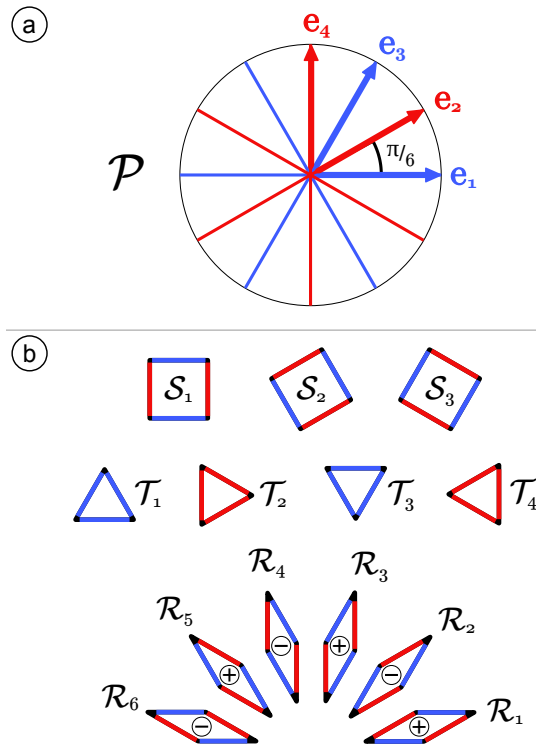 a
e₄
e₃
e₂
π/6
𝒫
e₁
b
𝒮₁ 𝒮₂ 𝒮₃
𝒯₁ 𝒯₂ 𝒯₃ 𝒯₄
ℛ₄ ℛ₃
ℛ₅ ℛ₂
ℛ₆ ℛ₁
− +
+ −
− +